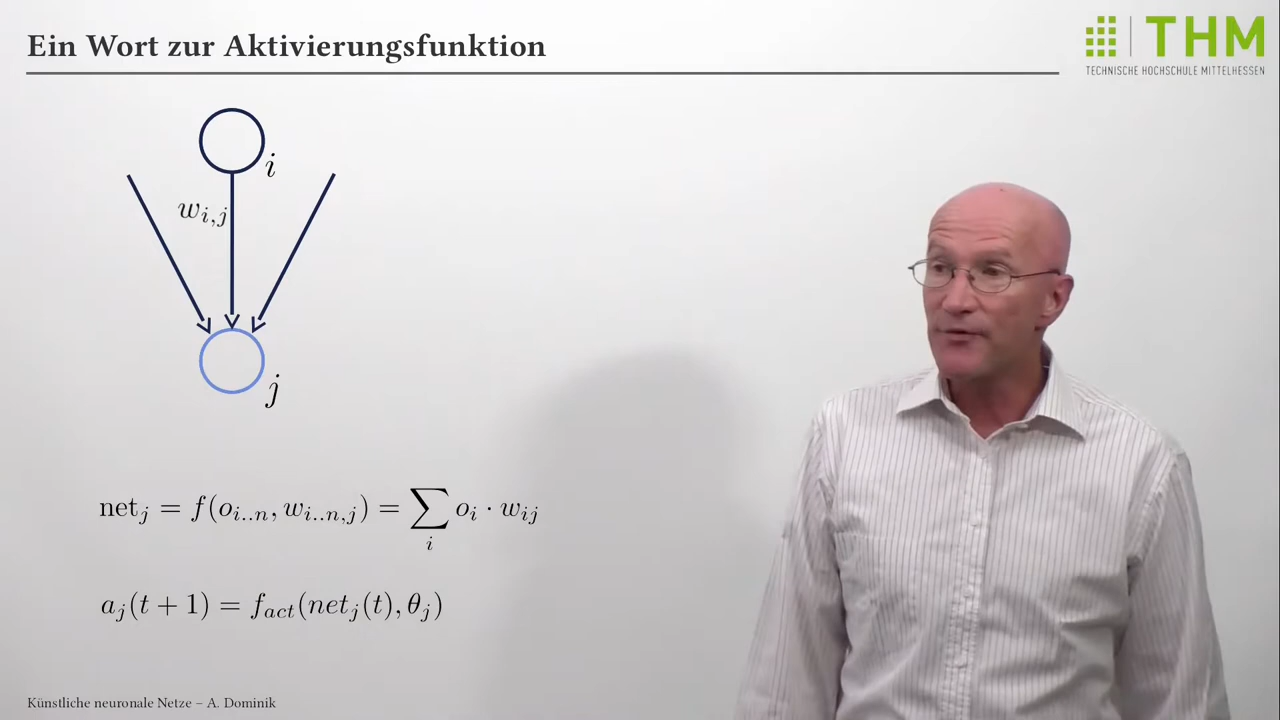 Ein Wort zur Aktivierungsfunktion
THM
TECHNISCHE HOCHSCHULE MITTELHESSEN
i
w_{i,j}
j
net_j = f(o_{i..n}, w_{i..n,j}) = \sum_i o_i · w_{ij}
a_j(t + 1) = f_{act}(net_j(t), θ_j)
Künstliche neuronale Netze – A. Dominik